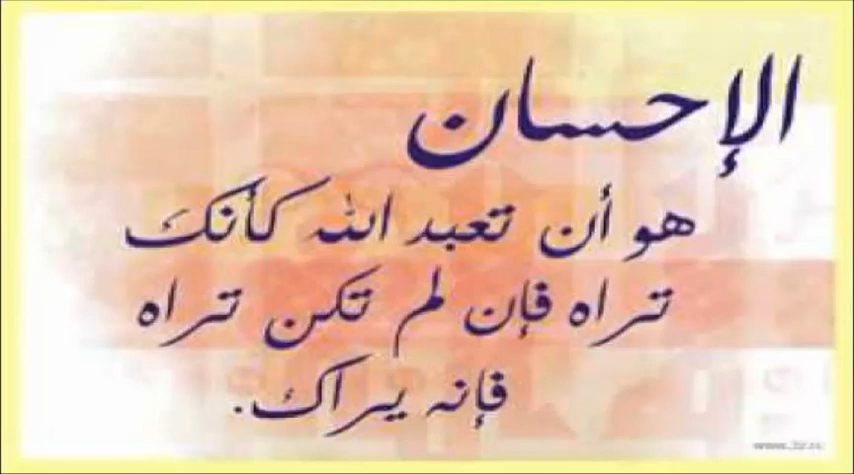 الإحسان
هو أن تعبد الله كأنك
تراه فإن لم تكن تراه
فإنه يراك.